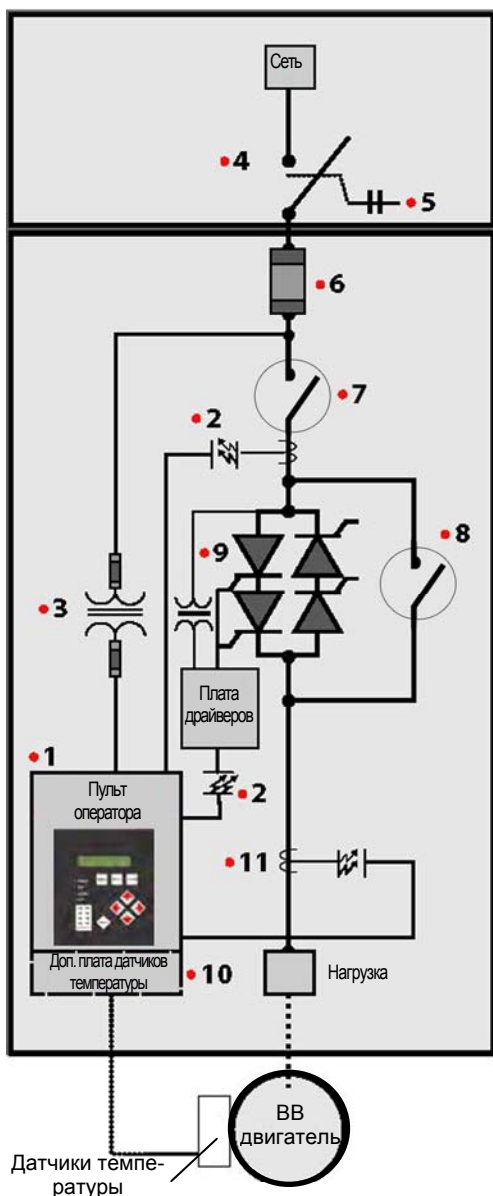 Сеть
4
5
6
7
2
9
8
3
Плата
драйверов
1
2
Пульт
оператора
11
Доп. плата датчиков
температуры
10
Нагрузка
ВВ
двигатель
Датчики темпе-
ратуры